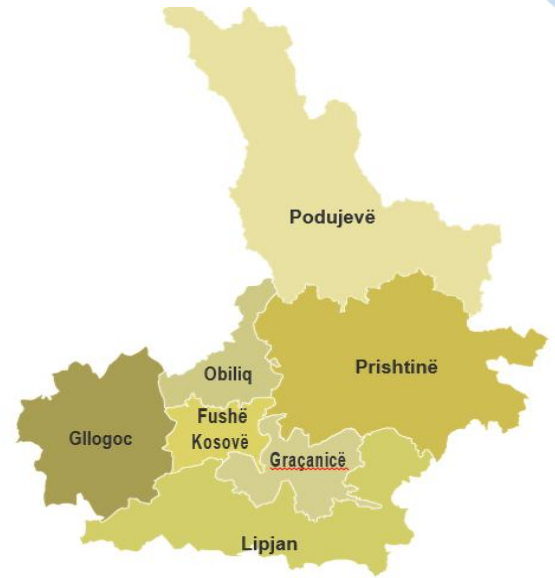 Podujevë
Prishtinë
Obiliq
Fushë
Kosovë
Gllogoc
Graçanicë
Lipjan